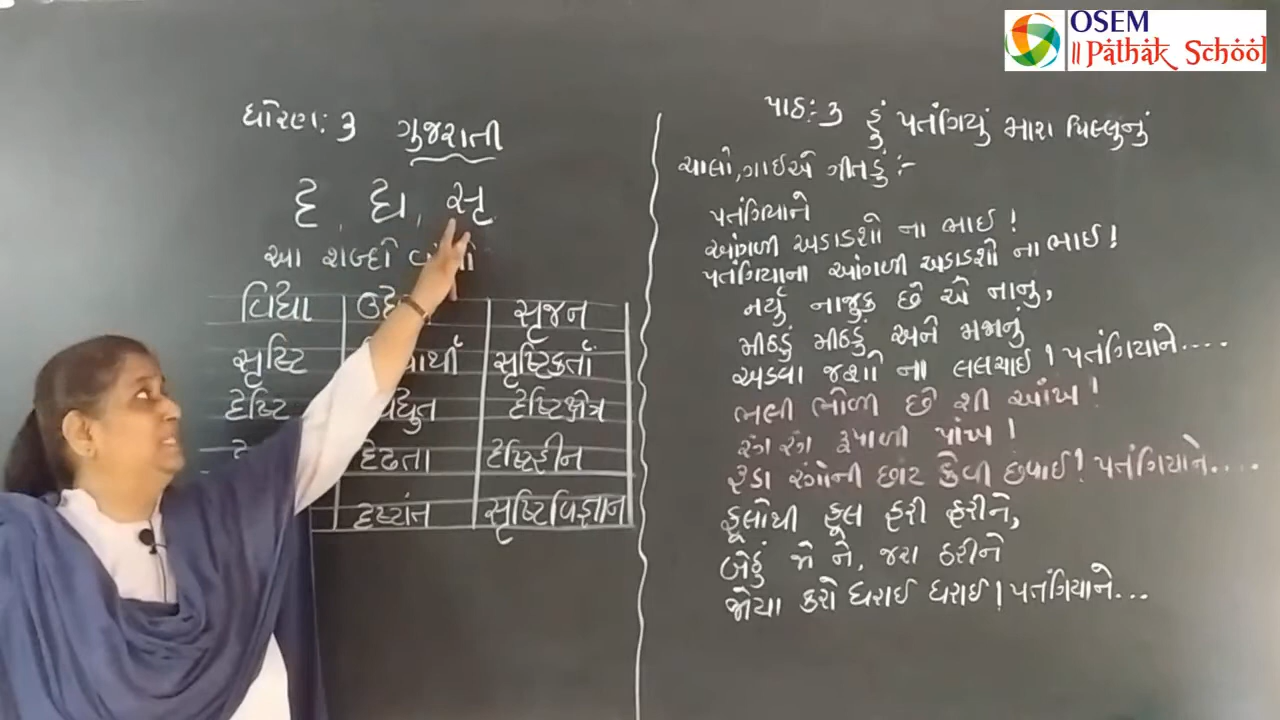 OSEM
॥ Pathak School
ધોરણ: ૩ ગુજરાતી
દૃ, દ્ય, સૃ
આ શબ્દો
વિદ્યા સૃજન
સૃષ્ટિ સૃષ્ટિકર્તા
દૃષ્ટિ દૃષ્ટિક્ષેત્ર
દૃઢતા દૃષ્ટિહીન
દૃષ્ટાંત સૃષ્ટિવિજ્ઞાન
પાઠ: ૩ હું પતંગિયું મારા પિલ્લુનું
ચાલો, ગાઈએ ગીતડું :-
પતંગિયાને
આંગળી અડાડશો ના ભાઈ !
પતંગિયાના આંગળી અડાડશો ના ભાઈ !
નર્યું નાજુક છે એ નાનુ,
મીઠડું મીઠડું અને મજાનું
અડવા જશો ના લલચાઈ ! પતંગિયાને....
ભલી ભોળી છે શી આંખ !
રંગ રંગ રૂપાળી પાંખ !
રૂડા રંગોની છાંટ કેવી છંપાઈ ! પતંગિયાને....
ફૂલોથી ફૂલ ફરી ફરીને,
બેઠું એ ને, જરા ઠરીને
જોયા કરો ધરાઈ ધરાઈ ! પતંગિયાને...